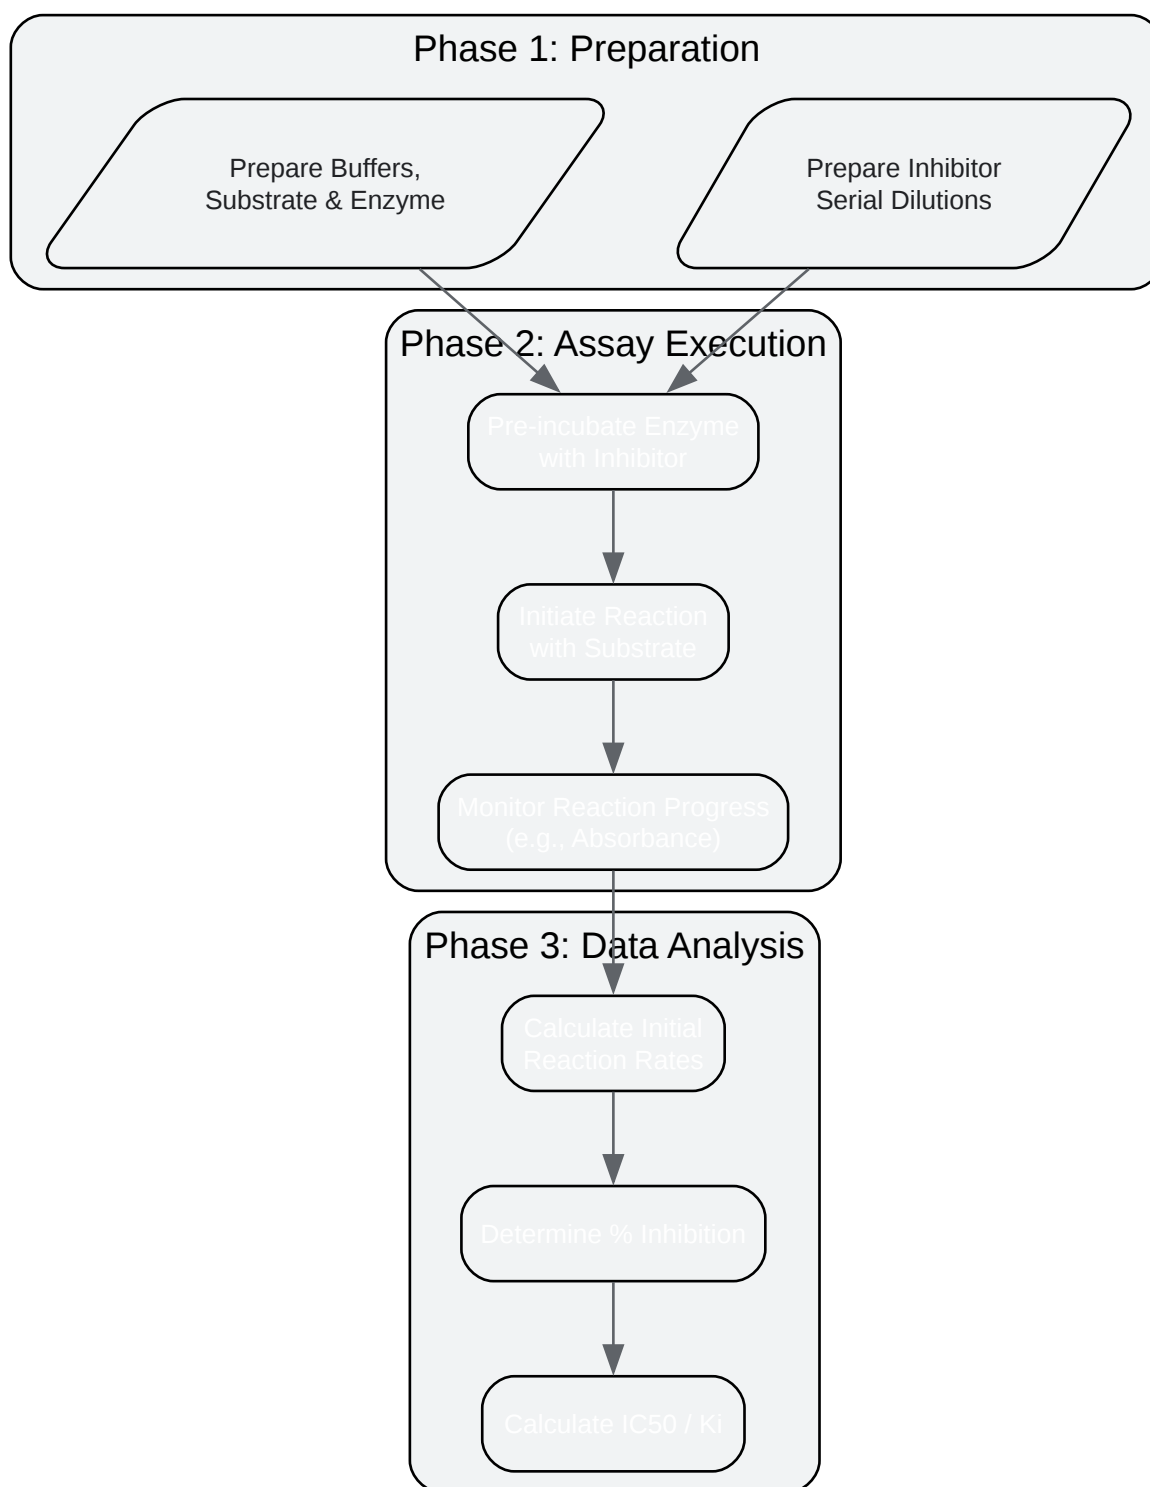 Phase 1: Preparation
Prepare Buffers,
Substrate & Enzyme
Prepare Inhibitor
Serial Dilutions
Phase 2: Assay Execution
Pre-incubate Enzyme
with Inhibitor
Initiate Reaction
with Substrate
Monitor Reaction Progress
(e.g., Absorbance)
Phase 3: Data Analysis
Calculate Initial
Reaction Rates
Determine % Inhibition
Calculate IC50 / Ki